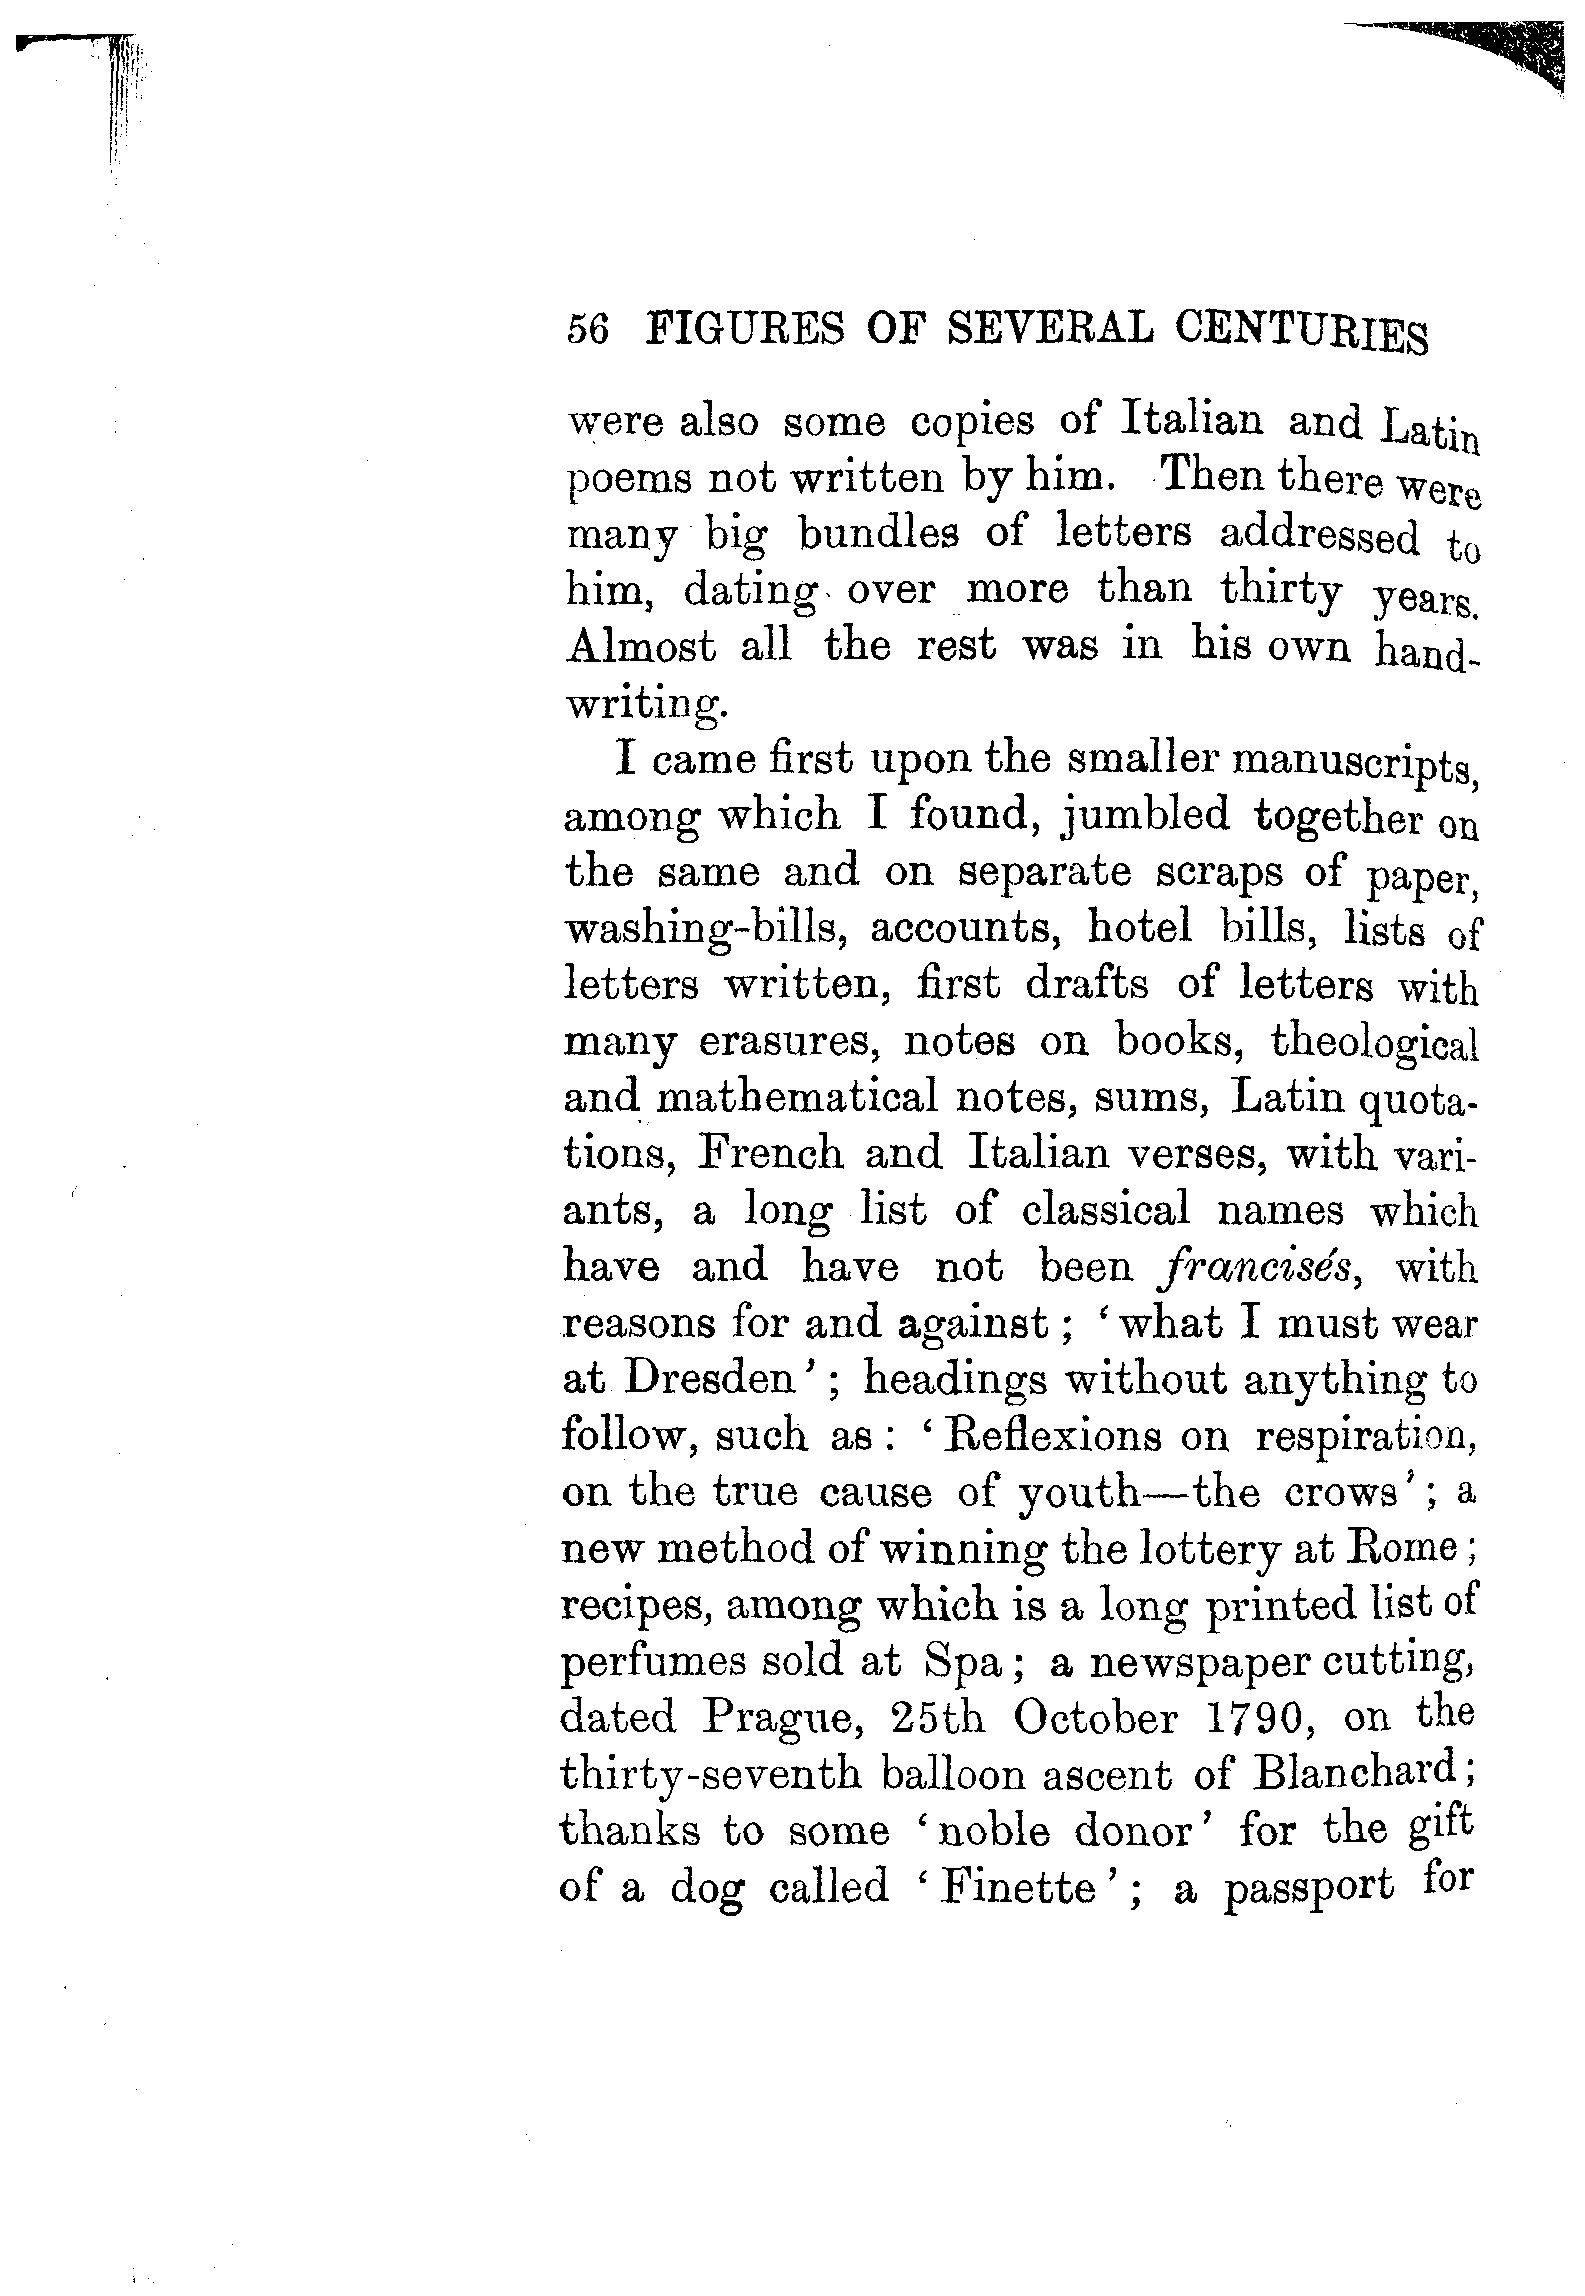 56 FIGURES OF SEVERAL CENTURIES
were also some copies of Italian and Latin
poems not written by him. Then there were
many big bundles of letters addressed to
him, dating over more than thirty years.
Almost all the rest was in his own hand-
writing.
I came first upon the smaller manuscripts,
among which I found, jumbled together on
the same and on separate scraps of paper,
washing-bills, accounts, hotel bills, lists of
letters written, first drafts of letters with
many erasures, notes on books, theological
and mathematical notes, sums, Latin quota-
tions, French and Italian verses, with vari-
ants, a long list of classical names which
have and have not been francisés, with
reasons for and against ; ‘ what I must wear
at Dresden ’ ; headings without anything to
follow, such as : ‘ Reflexions on respiration,
on the true cause of youth—the crows ’ ; a
new method of winning the lottery at Rome ;
recipes, among which is a long printed list of
perfumes sold at Spa ; a newspaper cutting,
dated Prague, 25th October 1790, on the
thirty-seventh balloon ascent of Blanchard ;
thanks to some ‘ noble donor ’ for the gift
of a dog called ‘ Finette ’ ; a passport for